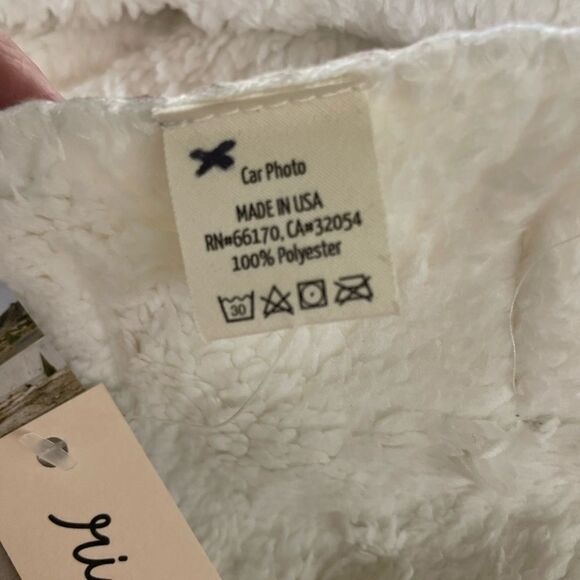 Car Photo
MADE IN USA
RN#66170, CA#32054
100% Polyester
30